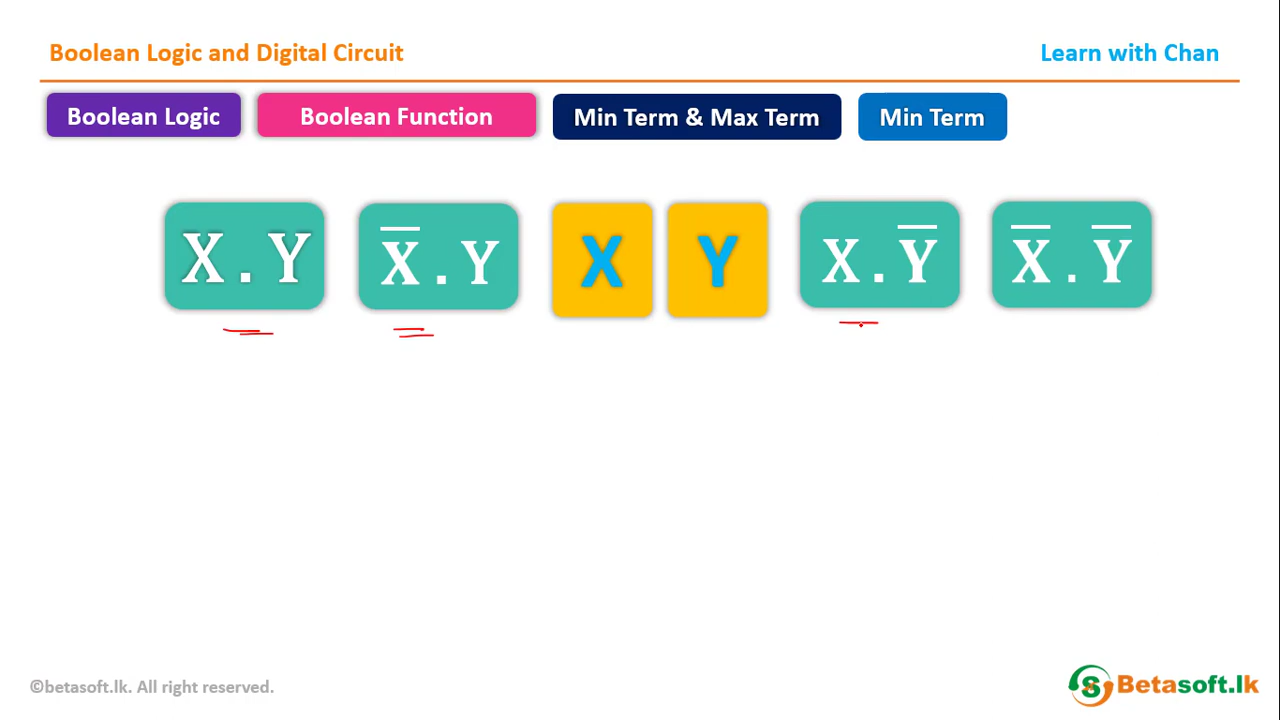 Boolean Logic and Digital Circuit
Learn with Chan
Boolean Logic
Boolean Function
Min Term & Max Term
Min Term
X . Y
X̅ . Y
X
Y
X . Y̅
X̅ . Y̅
©betasoft.lk. All right reserved.
Betasoft.lk